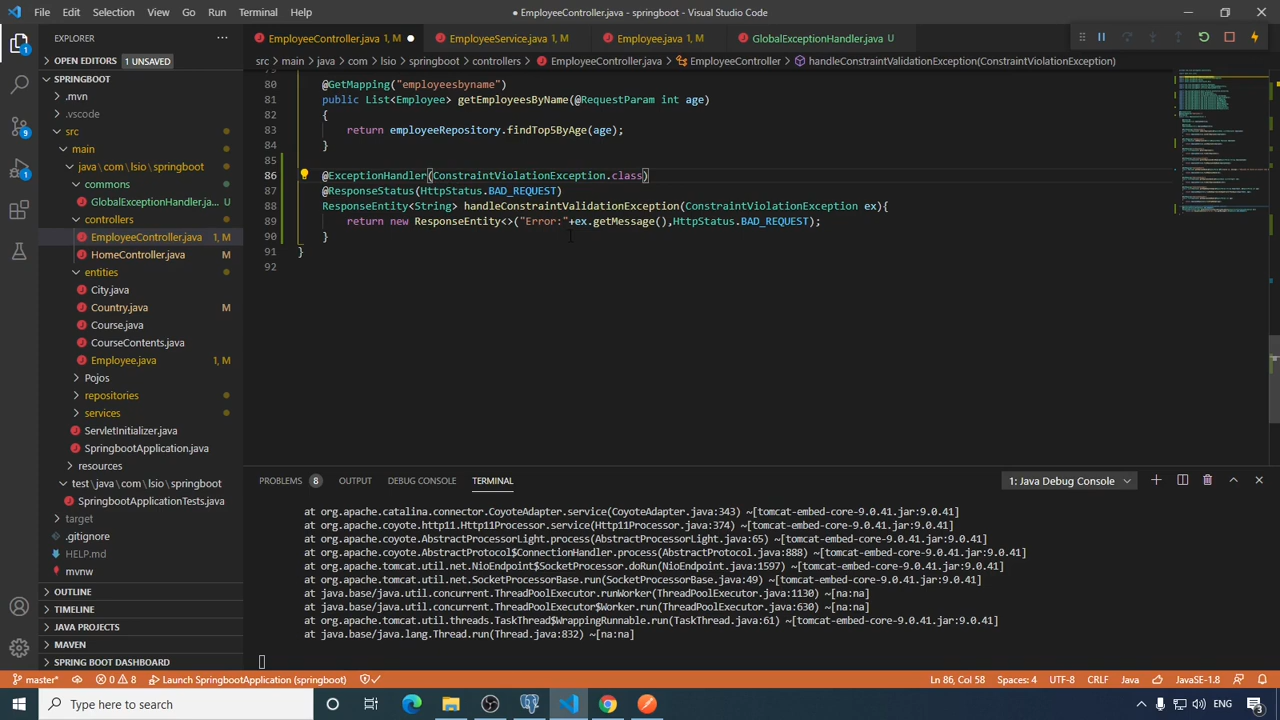 File Edit Selection View Go Run Terminal Help
● EmployeeController.java - springboot - Visual Studio Code
EXPLORER ...
EmployeeController.java 1, M ●
EmployeeService.java 1, M
Employee.java 1, M
GlobalExceptionHandler.java U
OPEN EDITORS 1 UNSAVED
src > main > java > com > lsio > springboot > controllers > EmployeeController.java > EmployeeController > handleConstraintValidationException(ConstraintViolationException)
SPRINGBOOT
.mvn
.vscode
src
main
java\com\lsio\springboot
commons
GlobalExceptionHandler.ja... U
controllers
EmployeeController.java 1, M
HomeController.java M
entities
City.java
Country.java M
Course.java
CourseContents.java
Employee.java 1, M
Pojos
repositories
services
ServletInitializer.java
SpringbootApplication.java
resources
test\java\com\lsio\springboot
SpringbootApplicationTests.java
target
.gitignore
HELP.md
mvnw
OUTLINE
TIMELINE
JAVA PROJECTS
MAVEN
SPRING BOOT DASHBOARD
79
80 @GetMapping("employeesbyname")
81 public List<Employee> getEmployeesByName(@RequestParam int age)
82 {
83 return employeeRepository.findTop5ByAge(age);
84 }
85
86 @ExceptionHandler(ConstraintViolationException.class)
87 @ResponseStatus(HttpStatus.BAD_REQUEST)
88 ResponseEntity<String> handleConstraintValidationException(ConstraintViolationException ex){
89 return new ResponseEntity("Error:"+ex.getMessage(),HttpStatus.BAD_REQUEST);
90 }
91 }
92
PROBLEMS 8 OUTPUT DEBUG CONSOLE TERMINAL
1: Java Debug Console
at org.apache.catalina.connector.CoyoteAdapter.service(CoyoteAdapter.java:343) ~[tomcat-embed-core-9.0.41.jar:9.0.41]
at org.apache.coyote.http11.Http11Processor.service(Http11Processor.java:374) ~[tomcat-embed-core-9.0.41.jar:9.0.41]
at org.apache.coyote.AbstractProcessorLight.process(AbstractProcessorLight.java:65) ~[tomcat-embed-core-9.0.41.jar:9.0.41]
at org.apache.coyote.AbstractProtocol$ConnectionHandler.process(AbstractProtocol.java:888) ~[tomcat-embed-core-9.0.41.jar:9.0.41]
at org.apache.tomcat.util.net.NioEndpoint$SocketProcessor.doRun(NioEndpoint.java:1597) ~[tomcat-embed-core-9.0.41.jar:9.0.41]
at org.apache.tomcat.util.net.SocketProcessorBase.run(SocketProcessorBase.java:49) ~[tomcat-embed-core-9.0.41.jar:9.0.41]
at java.base/java.util.concurrent.ThreadPoolExecutor.runWorker(ThreadPoolExecutor.java:1130) ~[na:na]
at java.base/java.util.concurrent.ThreadPoolExecutor$Worker.run(ThreadPoolExecutor.java:630) ~[na:na]
at org.apache.tomcat.util.threads.TaskThread$WrappingRunnable.run(TaskThread.java:61) ~[tomcat-embed-core-9.0.41.jar:9.0.41]
at java.base/java.lang.Thread.run(Thread.java:832) ~[na:na]
master* 0 8 Launch SpringbootApplication (springboot)
Ln 86, Col 58 Spaces: 4 UTF-8 CRLF Java JavaSE-1.8
Type here to search
ENG
3